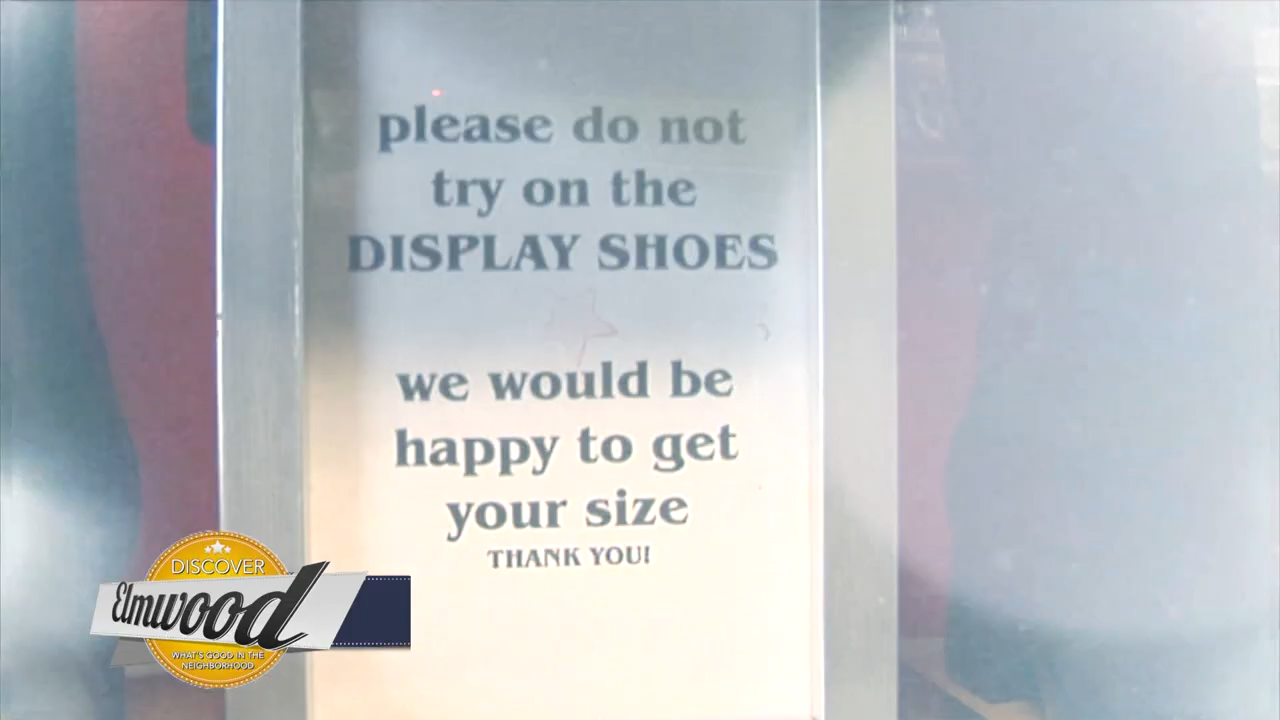 please do not
try on the
DISPLAY SHOES
we would be
happy to get
your size
THANK YOU!
DISCOVER
Elmwood
WHAT'S GOOD IN THE
NEIGHBORHOOD